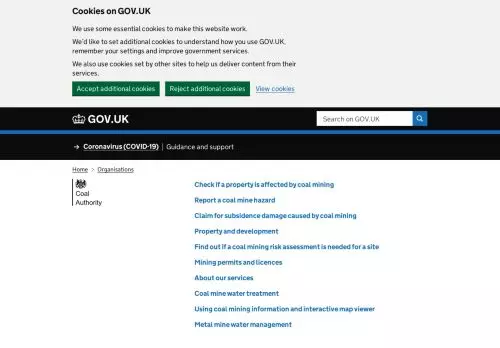 Cookies on GOV.UK
We use some essential cookies to make this website work.
We'd like to set additional cookies to understand how you use GOV.UK,
remember your settings and improve government services.
We also use cookies set by other sites to help us deliver content from their
services.
Accept additional cookies Reject additional cookies View cookies
GOV.UK Search on GOV.UK
→ Coronavirus (COVID-19) | Guidance and support
Home > Organisations
Coal
Authority
Check if a property is affected by coal mining
Report a coal mine hazard
Claim for subsidence damage caused by coal mining
Property and development
Find out if a coal mining risk assessment is needed for a site
Mining permits and licences
About our services
Coal mine water treatment
Using coal mining information and interactive map viewer
Metal mine water management